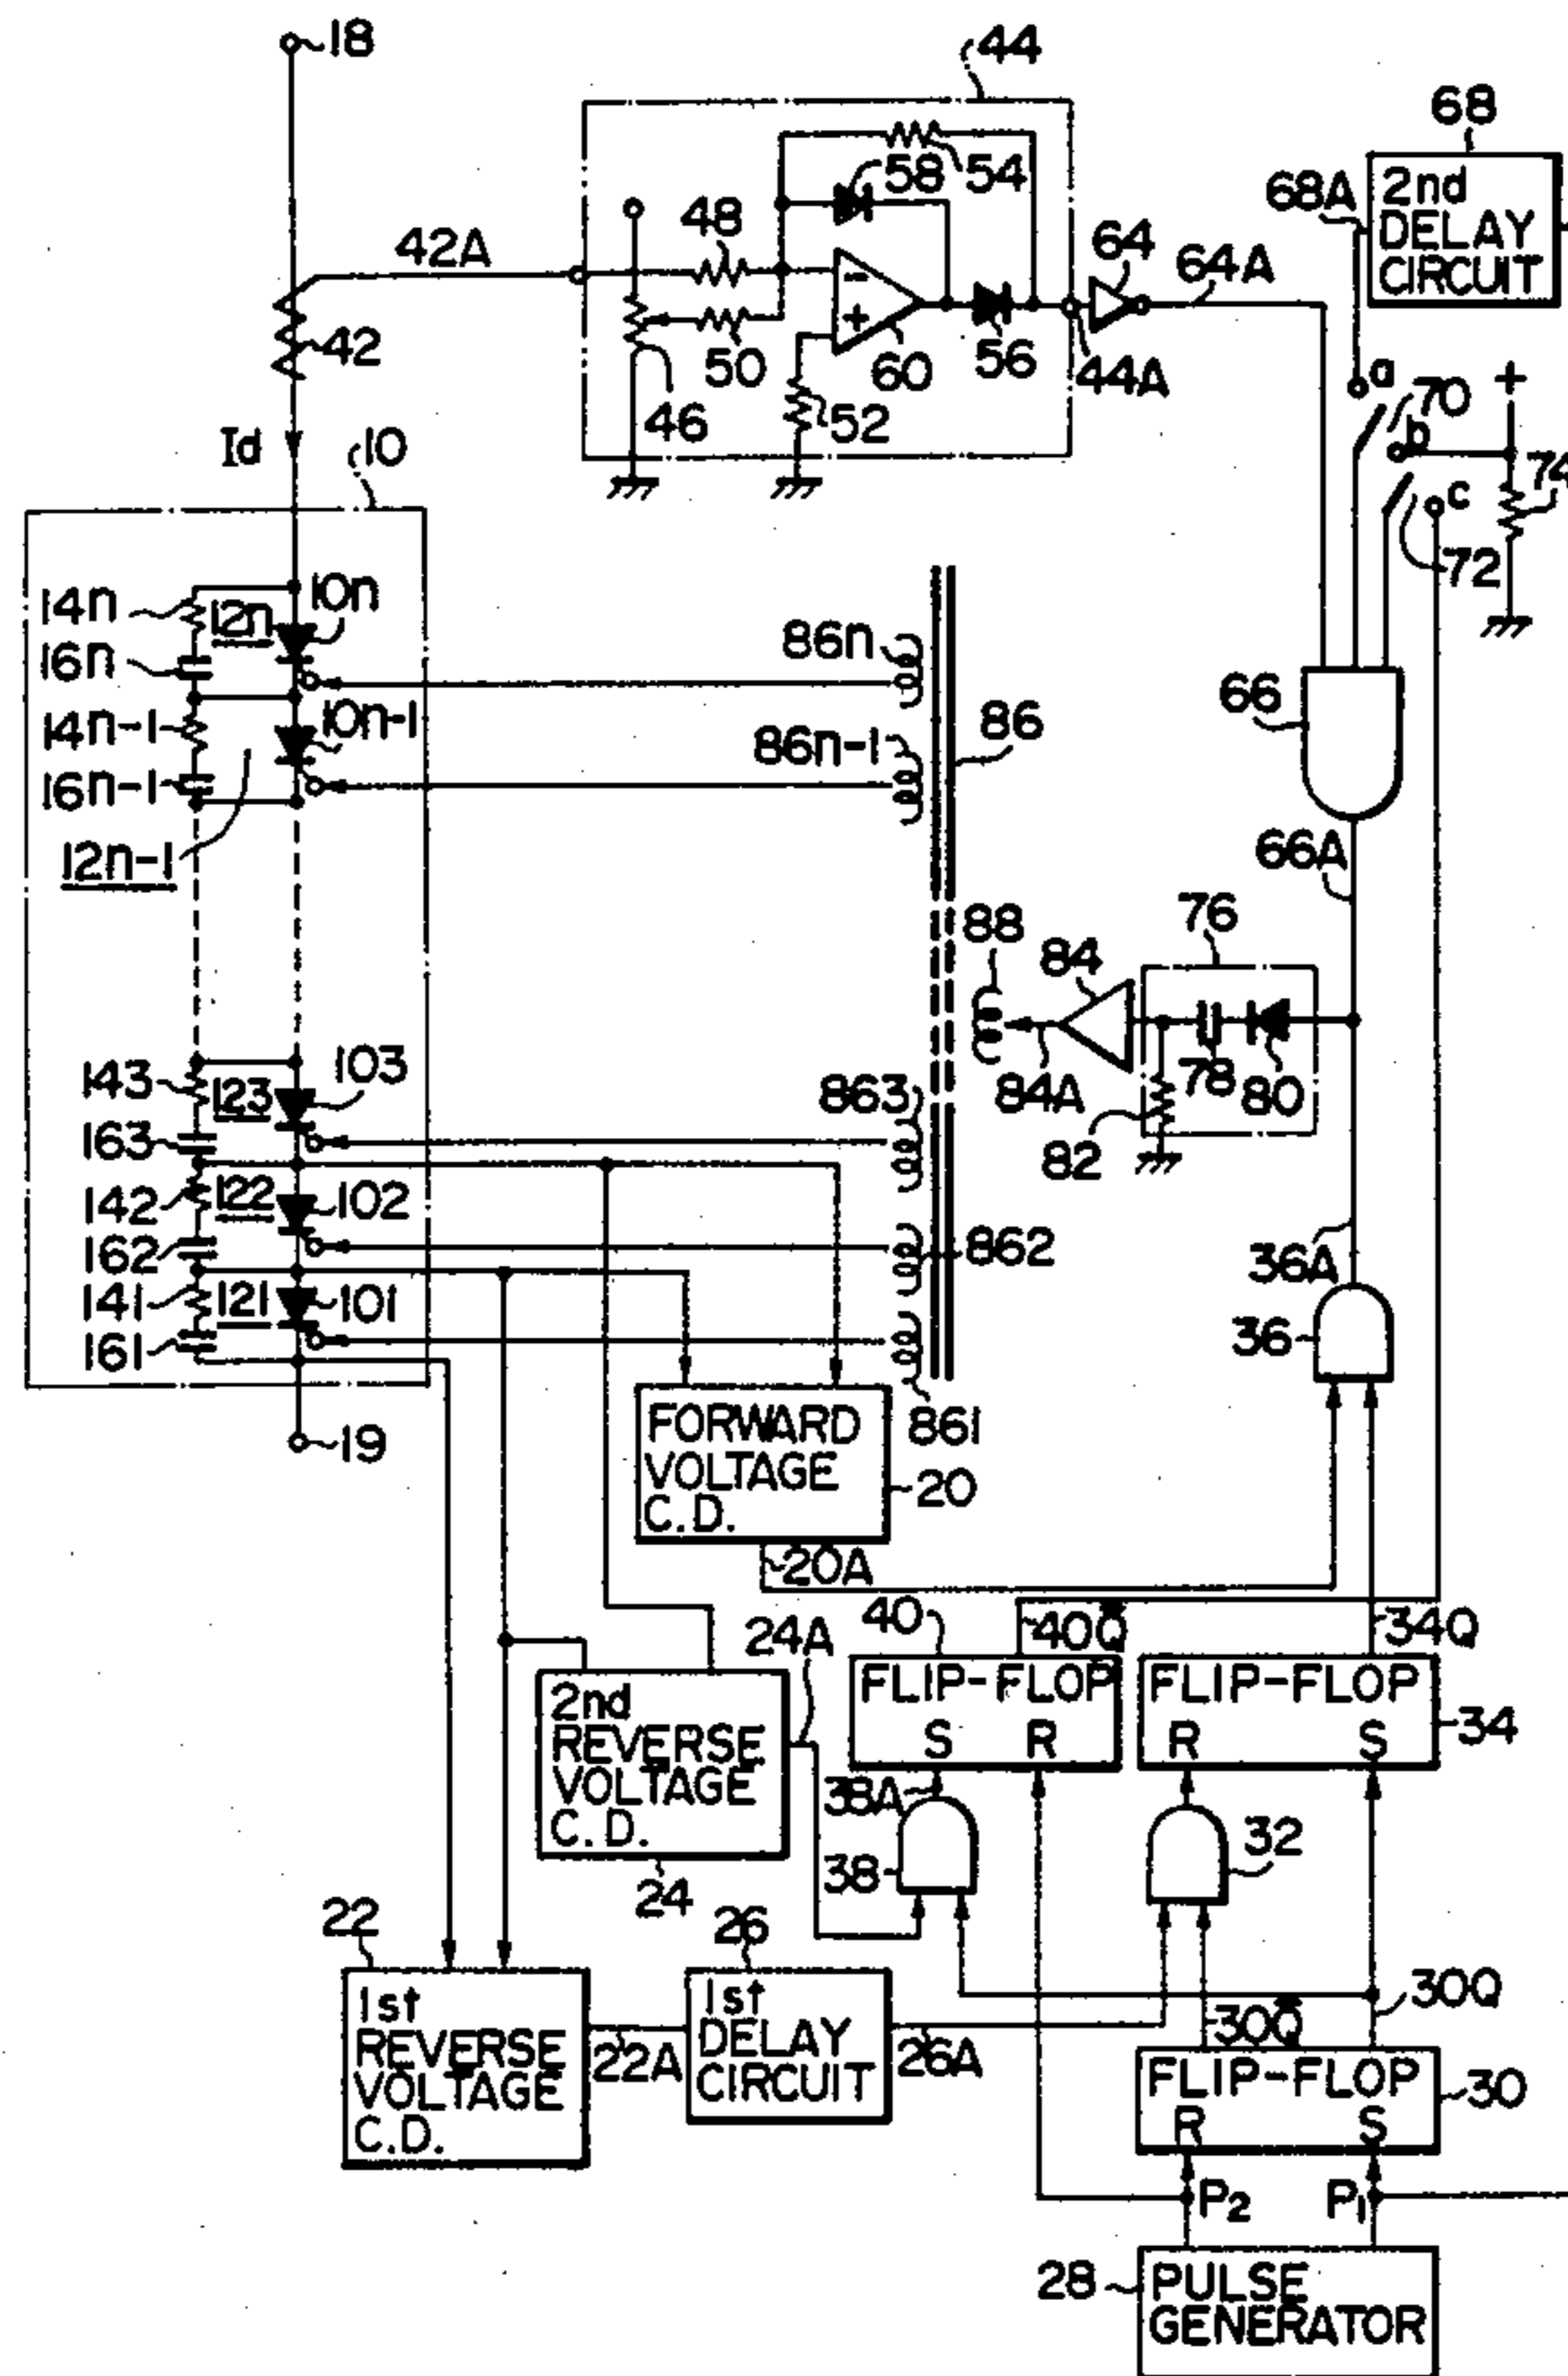 18
44
68
2nd
DELAY
CIRCUIT
68A
58
54
48
42A
64
64A
42
50
60
56
44A
46
52
a
70
b
+
74
c
72
Id
10
14n
12n
10n
16n
14n-1
10n-1
16n-1
12n-1
86n
86n-1
86
66
66A
76
88
84
78
80
84A
82
143
123
103
163
863
142
122
102
162
862
141
121
101
161
861
36A
36
19
FORWARD
VOLTAGE
C.D.
20
20A
40
40Q̅
34Q
24A
FLIP-FLOP
S R
FLIP-FLOP
R S
34
2nd
REVERSE
VOLTAGE
C.D.
24
38A
38
32
22
26
1st
REVERSE
VOLTAGE
C.D.
22A
1st
DELAY
CIRCUIT
26A
30Q̅
30Q
FLIP-FLOP
R S
30
P2
P1
28
PULSE
GENERATOR